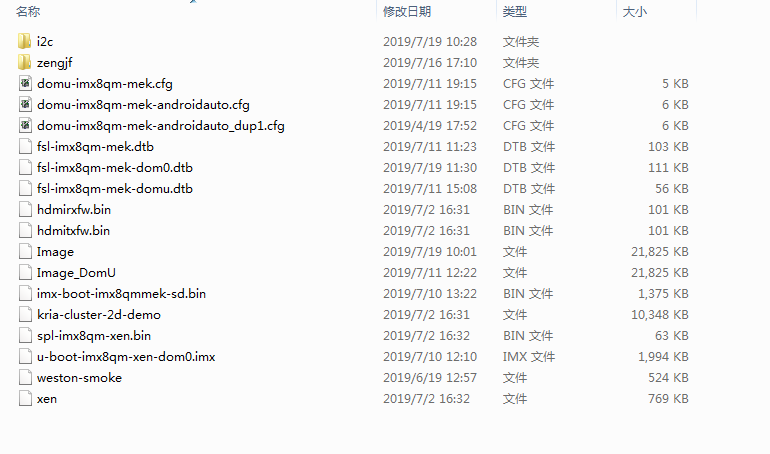 名称 修改日期 类型 大小
i2c 2019/7/19 10:28 文件夹
zengjf 2019/7/16 17:10 文件夹
domu-imx8qm-mek.cfg 2019/7/11 19:15 CFG 文件 5 KB
domu-imx8qm-mek-androidauto.cfg 2019/7/11 19:15 CFG 文件 6 KB
domu-imx8qm-mek-androidauto_dup1.cfg 2019/4/19 17:52 CFG 文件 6 KB
fsl-imx8qm-mek.dtb 2019/7/11 11:23 DTB 文件 103 KB
fsl-imx8qm-mek-dom0.dtb 2019/7/19 11:30 DTB 文件 111 KB
fsl-imx8qm-mek-domu.dtb 2019/7/11 15:08 DTB 文件 56 KB
hdmirxfw.bin 2019/7/2 16:31 BIN 文件 101 KB
hdmitxfw.bin 2019/7/2 16:31 BIN 文件 101 KB
Image 2019/7/19 10:01 文件 21,825 KB
Image_DomU 2019/7/11 12:22 文件 21,825 KB
imx-boot-imx8qmmek-sd.bin 2019/7/10 13:22 BIN 文件 1,375 KB
kria-cluster-2d-demo 2019/7/2 16:31 文件 10,348 KB
spl-imx8qm-xen.bin 2019/7/2 16:32 BIN 文件 63 KB
u-boot-imx8qm-xen-dom0.imx 2019/7/10 12:10 IMX 文件 1,994 KB
weston-smoke 2019/6/19 12:57 文件 524 KB
xen 2019/7/2 16:32 文件 769 KB